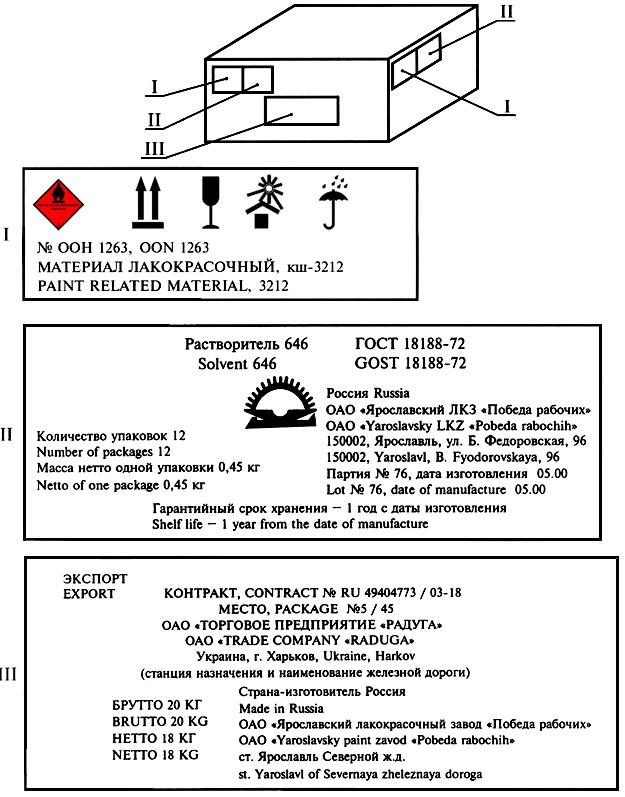 II
I
I
II
III
I
№ ООН 1263, OON 1263
МАТЕРИАЛ ЛАКОКРАСОЧНЫЙ, кш-3212
PAINT RELATED MATERIAL, 3212
II
Растворитель 646 ГОСТ 18188-72
Solvent 646 GOST 18188-72
Россия Russia
ОАО «Ярославский ЛКЗ «Победа рабочих»
ОАО «Yaroslavsky LKZ «Pobeda rabochih»
150002, Ярославль, ул. Б. Федоровская, 96
150002, Yaroslavl, B. Fyodorovskaya, 96
Партия № 76, дата изготовления 05.00
Lot № 76, date of manufacture 05.00
Количество упаковок 12
Number of packages 12
Масса нетто одной упаковки 0,45 кг
Netto of one package 0,45 кг
Гарантийный срок хранения – 1 год с даты изготовления
Shelf life – 1 year from the date of manufacture
III
ЭКСПОРТ
EXPORT
КОНТРАКТ, CONTRACT № RU 49404773 / 03-18
МЕСТО, PACKAGE №5 / 45
ОАО «ТОРГОВОЕ ПРЕДПРИЯТИЕ «РАДУГА»
ОАО «TRADE COMPANY «RADUGA»
Украина, г. Харьков, Ukraine, Harkov
(станция назначения и наименование железной дороги)
БРУТТО 20 КГ
BRUTTO 20 KG
НЕТТО 18 КГ
NETTO 18 KG
Страна-изготовитель Россия
Made in Russia
ОАО «Ярославский лакокрасочный завод «Победа рабочих»
ОАО «Yaroslavsky paint zavod «Pobeda rabochih»
ст. Ярославль Северной ж.д.
st. Yaroslavl of Severnaya zheleznaya doroga